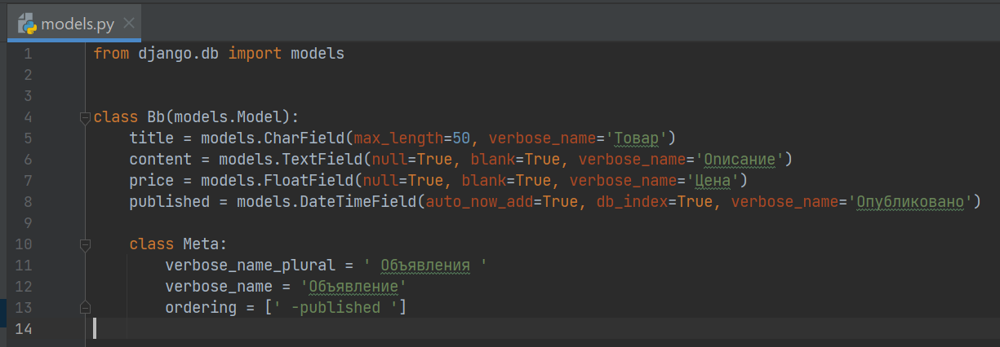 models.py
1 from django.db import models
2
3
4 class Bb(models.Model):
5     title = models.CharField(max_length=50, verbose_name='Товар')
6     content = models.TextField(null=True, blank=True, verbose_name='Описание')
7     price = models.FloatField(null=True, blank=True, verbose_name='Цена')
8     published = models.DateTimeField(auto_now_add=True, db_index=True, verbose_name='Опубликовано')
9
10     class Meta:
11         verbose_name_plural = ' Объявления '
12         verbose_name = 'Объявление'
13         ordering = [' -published ']
14